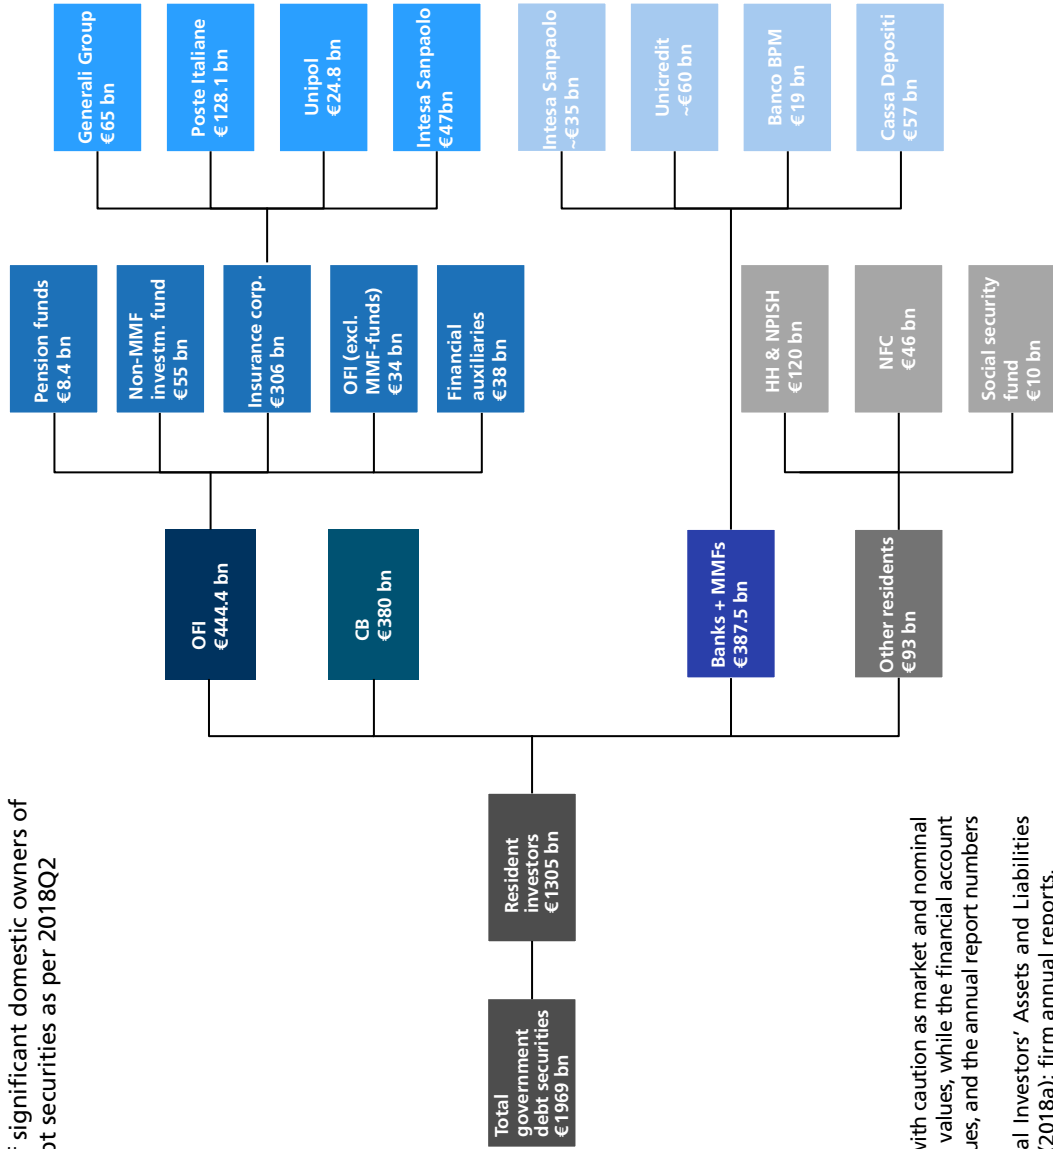 f significant domestic owners of
bt securities as per 2018Q2
Total
government
debt securities
€1969 bn
Resident
investors
€1305 bn
OFI
€444.4 bn
CB
€380 bn
Banks + MMFs
€387.5 bn
Other residents
€93 bn
Pension funds
€8.4 bn
Non-MMF
investm. fund
€55 bn
Insurance corp.
€306 bn
OFI (excl.
MMF-funds)
€34 bn
Financial
auxiliaries
€38 bn
HH & NPISH
€120 bn
NFC
€46 bn
Social security
fund
€10 bn
Generali Group
€65 bn
Poste Italiane
€128.1 bn
Unipol
€24.8 bn
Intesa Sanpaolo
€47bn
Intesa Sanpaolo
~€35 bn
Unicredit
~€60 bn
Banco BPM
€19 bn
Cassa Depositi
€57 bn
with caution as market and nominal
values, while the financial account
ues, and the annual report numbers
al Investors' Assets and Liabilities
(2018a); firm annual reports.